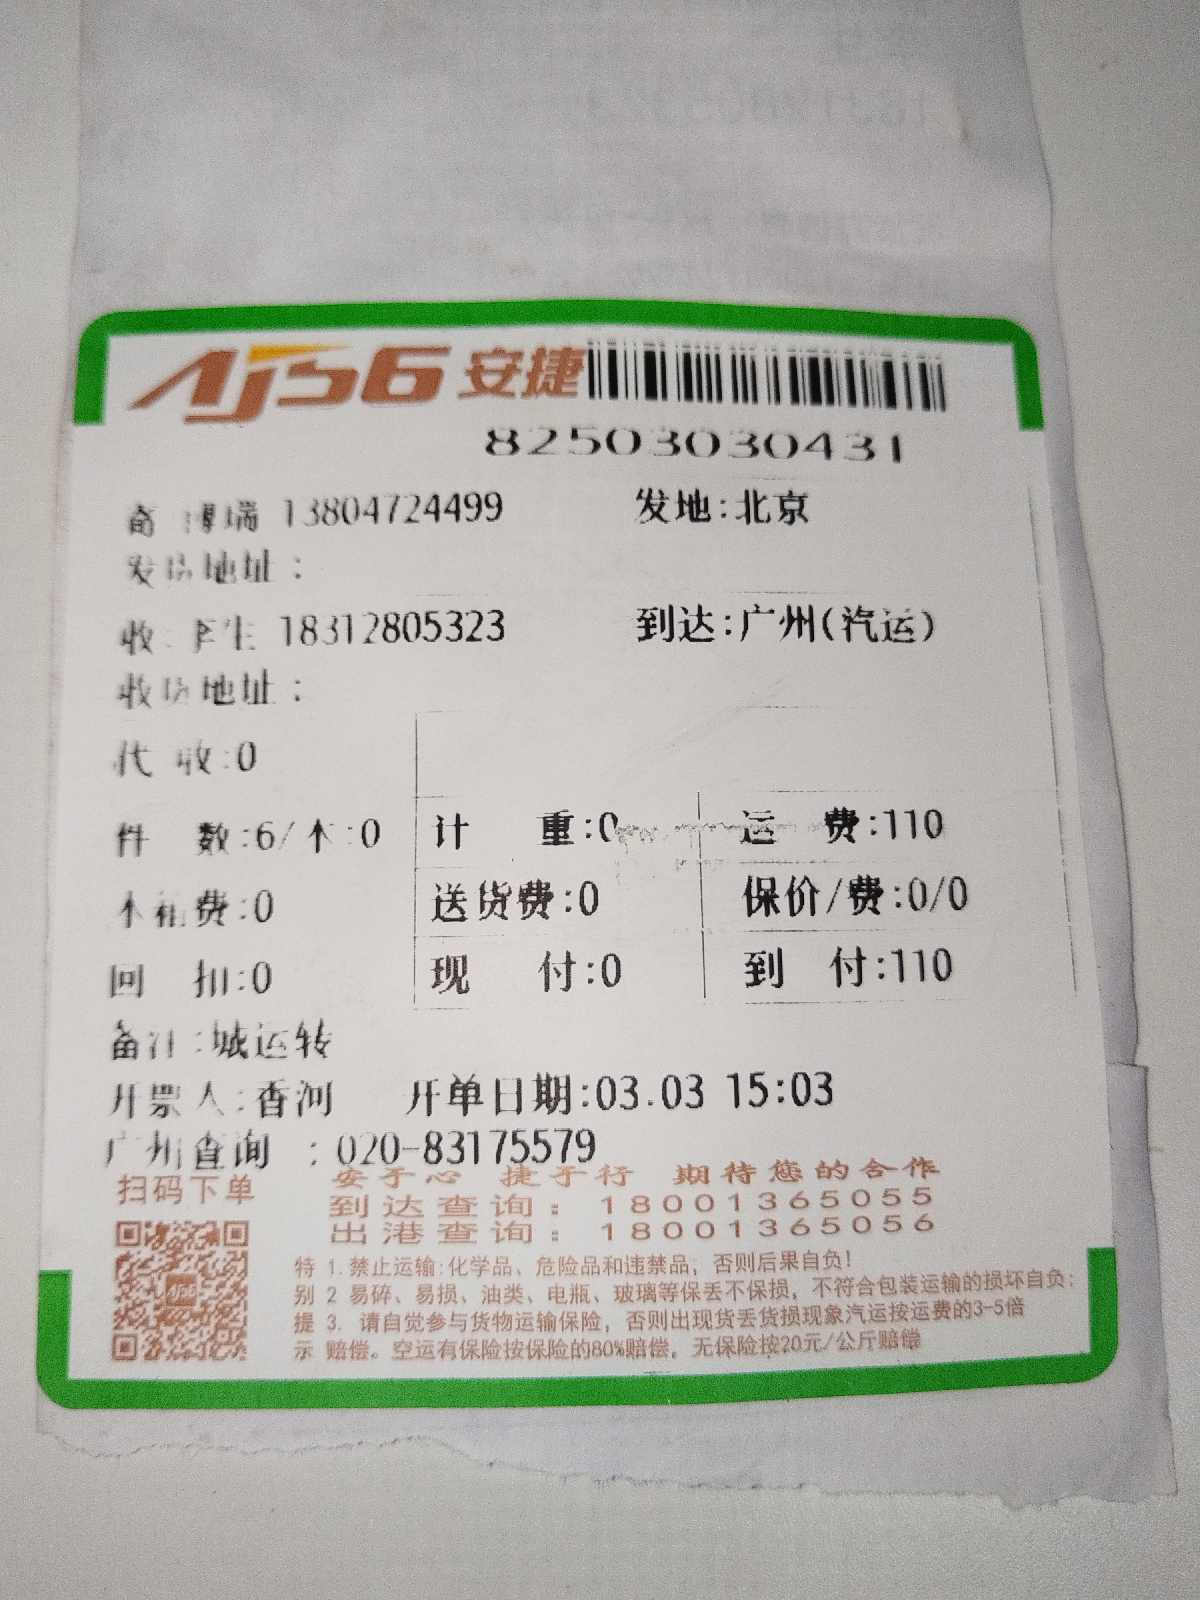 AJ56 安捷
82503030431
博瑞 13804724499 发地:北京
发货地址:
收 李生 18312805323 到达:广州(汽运)
收货地址:
代 收:0
件 数:6/木:0 计 重:0 运 费:110
木箱费:0 送货费:0 保价/费:0/0
回 扣:0 现 付:0 到 付:110
备注:城运转
开票人:香河 开单日期:03.03 15:03
广州查询 :020-83175579
安于心 捷于行 期待您的合作
扫码下单
到达查询:18001365055
出港查询:18001365056
特 1.禁止运输:化学品、危险品和违禁品,否则后果自负!
别 2 易碎、易损、油类、电瓶、玻璃等保丢不保损,不符合包装运输的损坏自负:
提 3. 请自觉参与货物运输保险,否则出现货丢货损现象汽运按运费的3-5倍
示 赔偿。空运有保险按保险的80%赔偿,无保险按20元/公斤赔偿